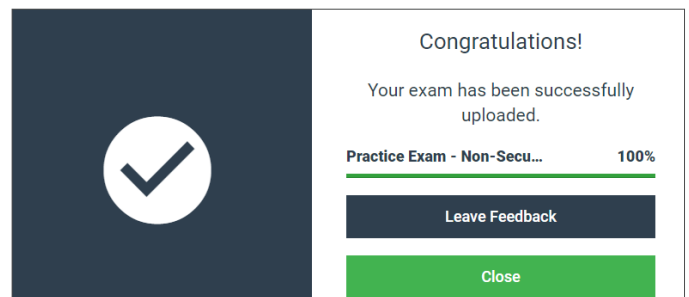 Congratulations!
Your exam has been successfully
uploaded.
Practice Exam - Non-Secu... 100%
Leave Feedback
Close